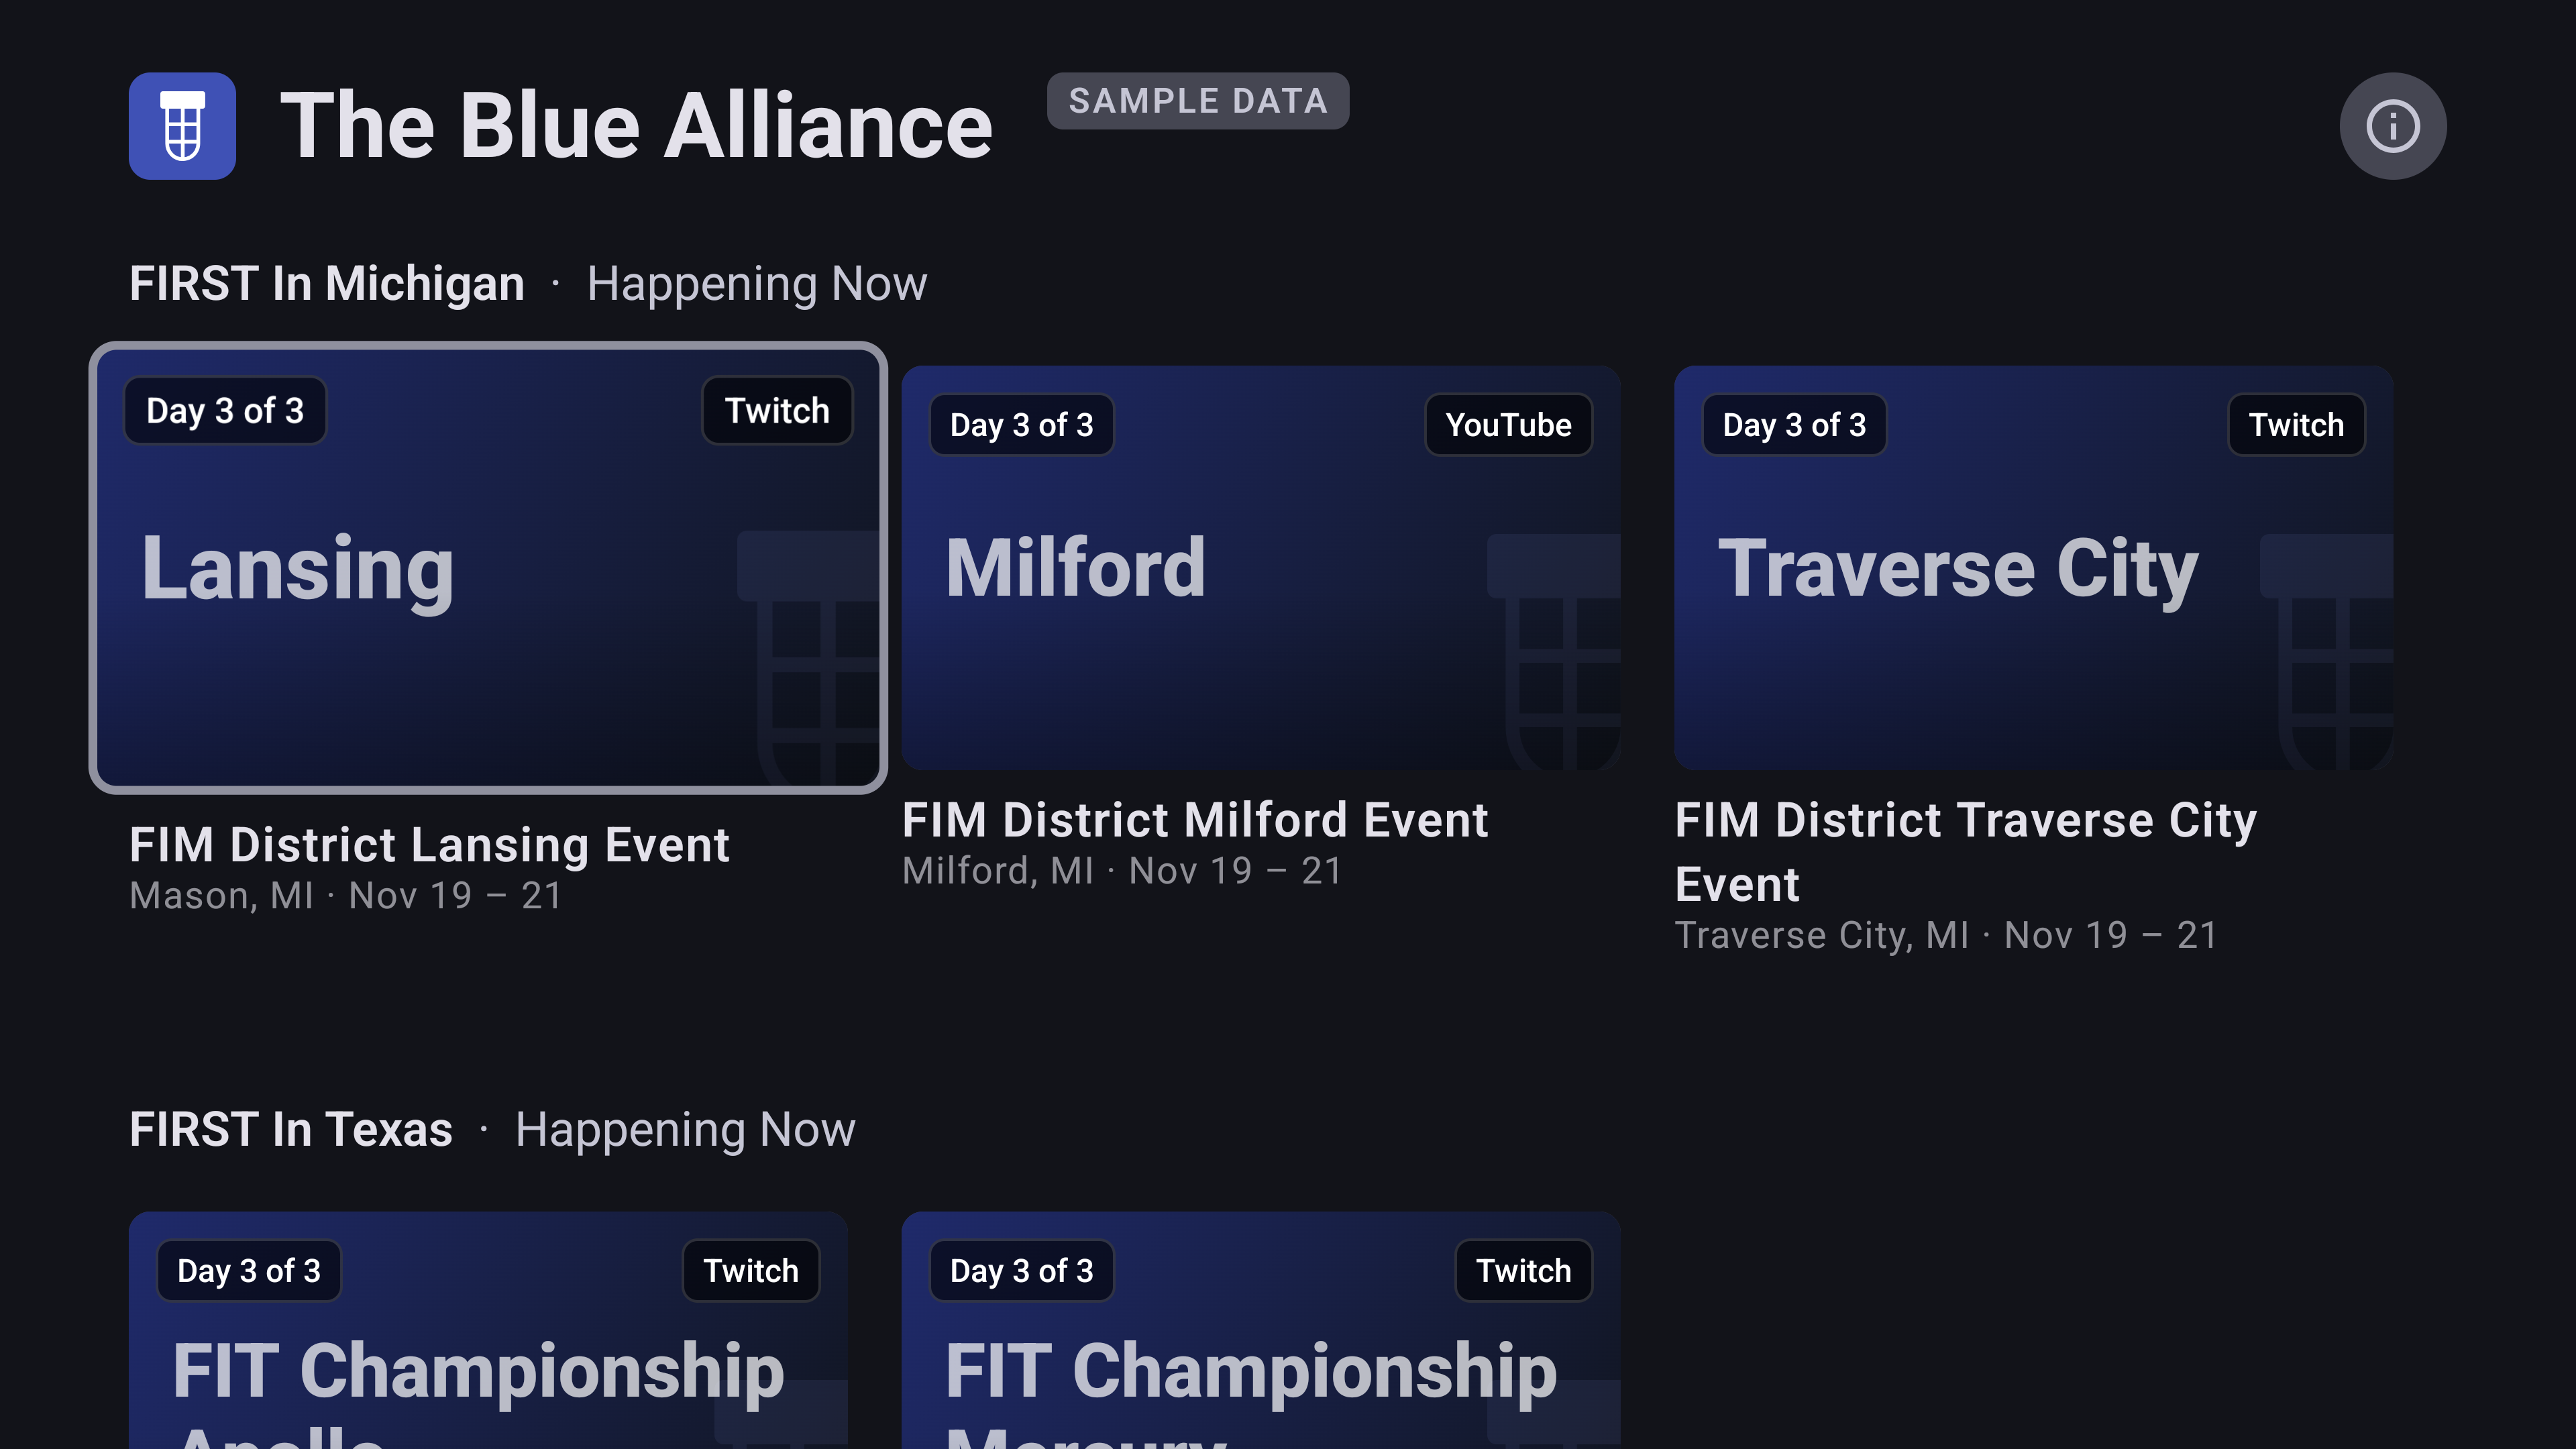 The Blue Alliance
SAMPLE DATA
FIRST In Michigan · Happening Now
Day 3 of 3
Twitch
Lansing
FIM District Lansing Event
Mason, MI · Nov 19 – 21
Day 3 of 3
YouTube
Milford
FIM District Milford Event
Milford, MI · Nov 19 – 21
Day 3 of 3
Twitch
Traverse City
FIM District Traverse City
Event
Traverse City, MI · Nov 19 – 21
FIRST In Texas · Happening Now
Day 3 of 3
Twitch
FIT Championship
Apollo
Day 3 of 3
Twitch
FIT Championship
Mercury